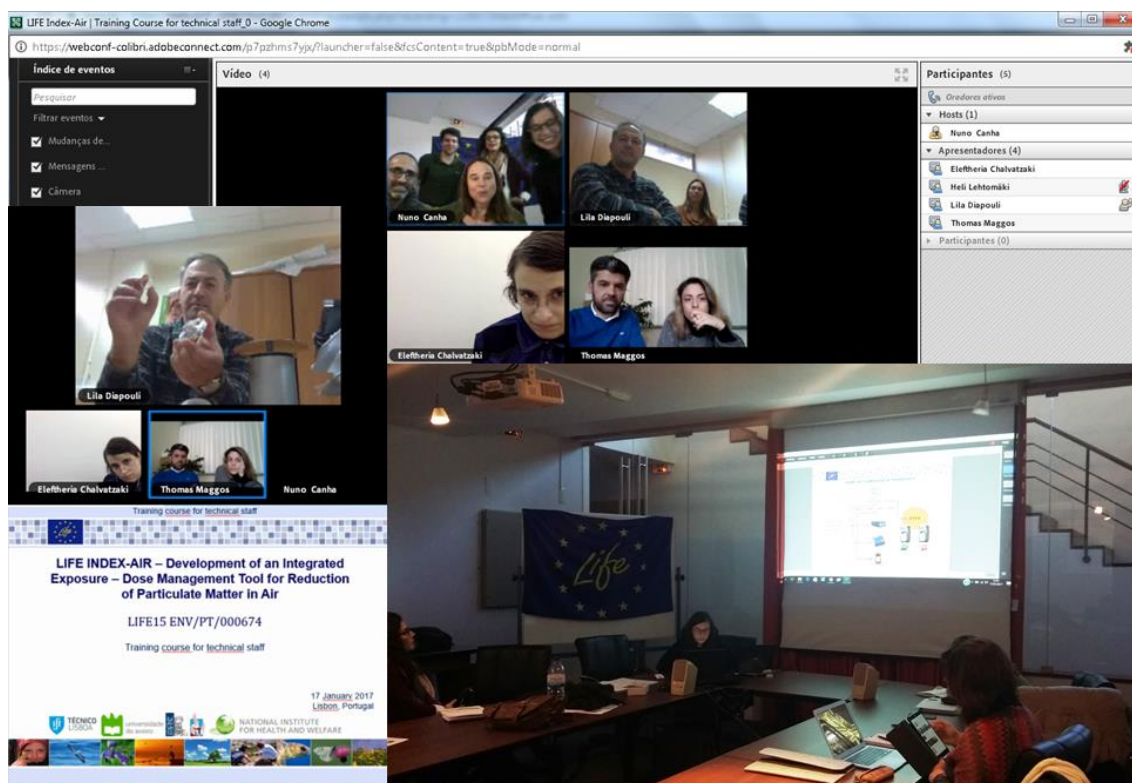 LIFE Index-Air | Training Course for technical staff_0 - Google Chrome
https://webconf-colibri.adobeconnect.com/p7pzhms7yjx/?launcher=false&fcsContent=true&pbMode=normal
Índice de eventos
Pesquisar
Filtrar eventos
Mudanças de...
Mensagens ...
Câmera
Vídeo (4)
Nuno Canha
Lila Diapouli
Eleftheria Chalvatzaki
Thomas Maggos
Participantes (5)
Oradores ativos
Hosts (1)
Nuno Canha
Apresentadores (4)
Eleftheria Chalvatzaki
Heli Lehtomäki
Lila Diapouli
Thomas Maggos
Participantes (0)
Lila Diapouli
Eleftheria Chalvatzaki
Thomas Maggos
Nuno Canha
Training course for technical staff
Life
LIFE INDEX-AIR – Development of an Integrated
Exposure – Dose Management Tool for Reduction
of Particulate Matter in Air
LIFE15 ENV/PT/000674
Training course for technical staff
17 January 2017
Lisbon, Portugal
TÉCNICO
LISBOA
universidade
de aveiro
NATIONAL INSTITUTE
FOR HEALTH AND WELFARE
Life